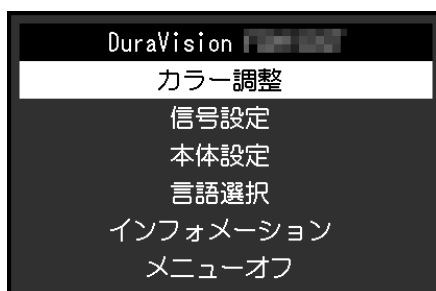 DuraVision
カラー調整
信号設定
本体設定
言語選択
インフォメーション
メニューオフ